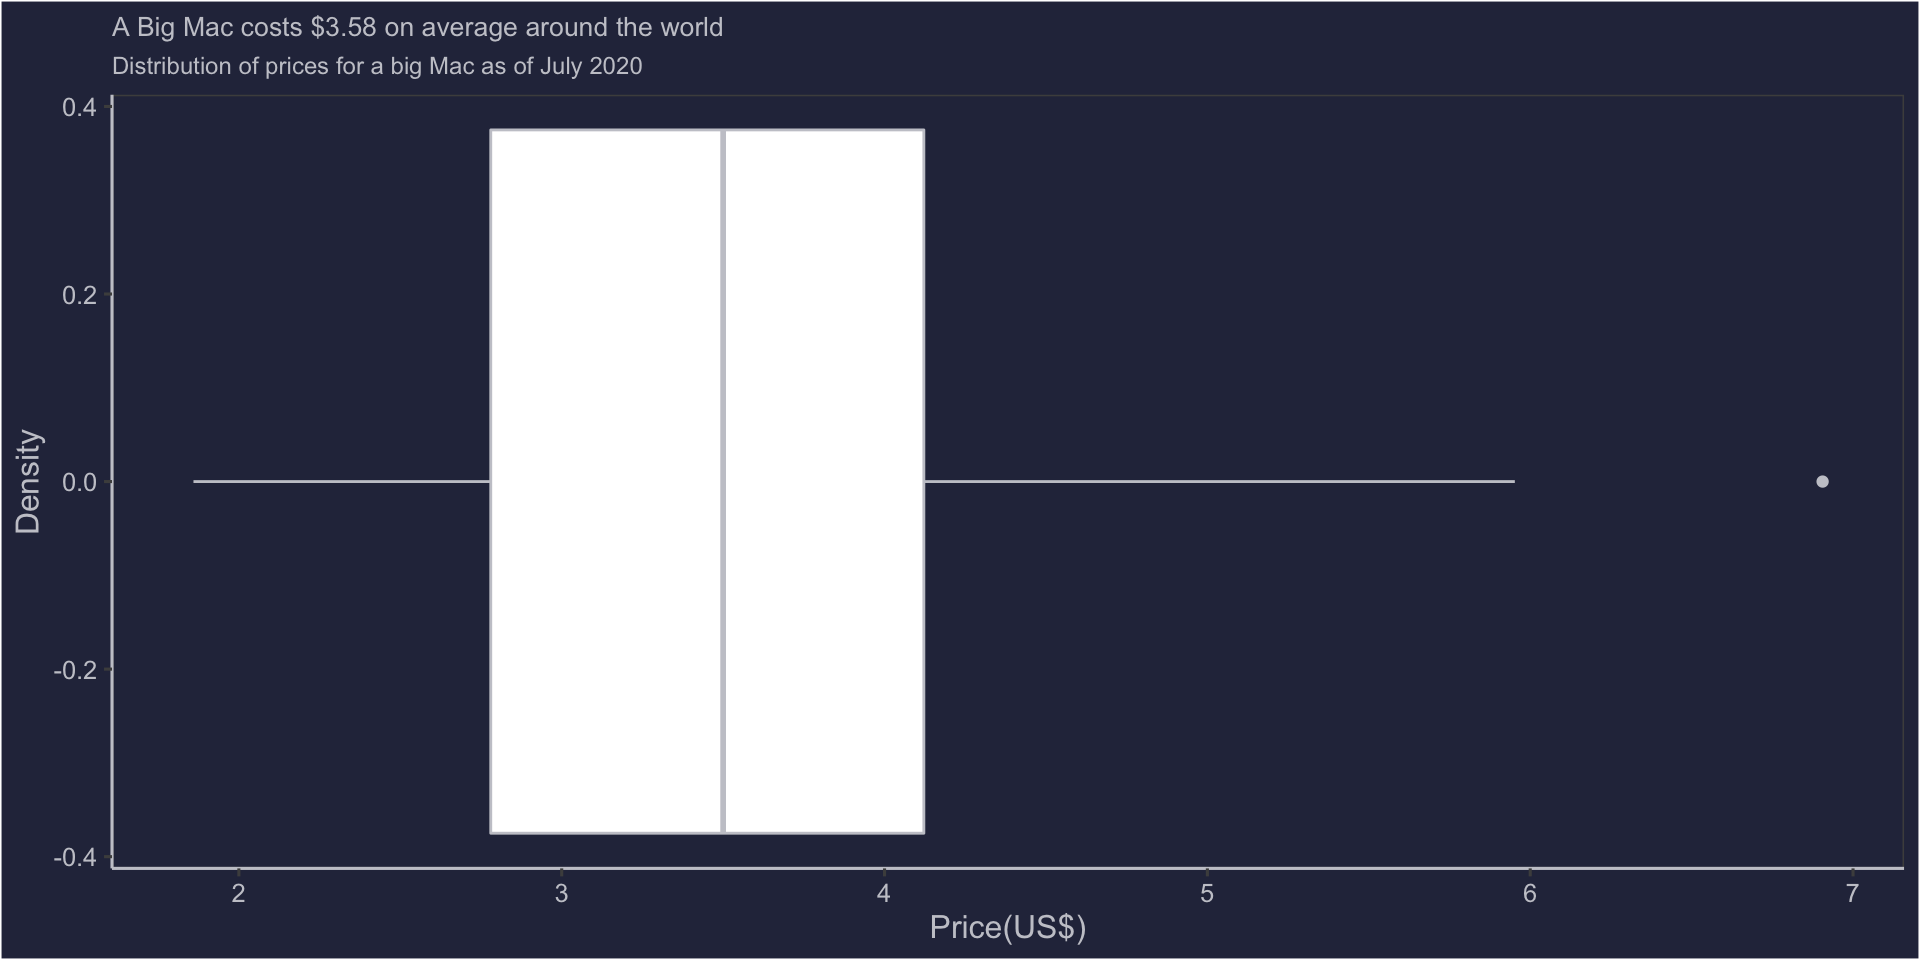 A Big Mac costs $3.58 on average around the world
Distribution of prices for a big Mac as of July 2020
0.4
0.2
0.0
-0.2
-0.4
Density
2 3 4 5 6 7
Price(US$)